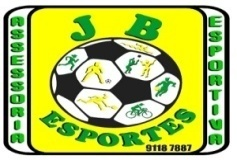 ASSESSORIA
J B
ESPORTES
ESPORTIVA
9118 7887